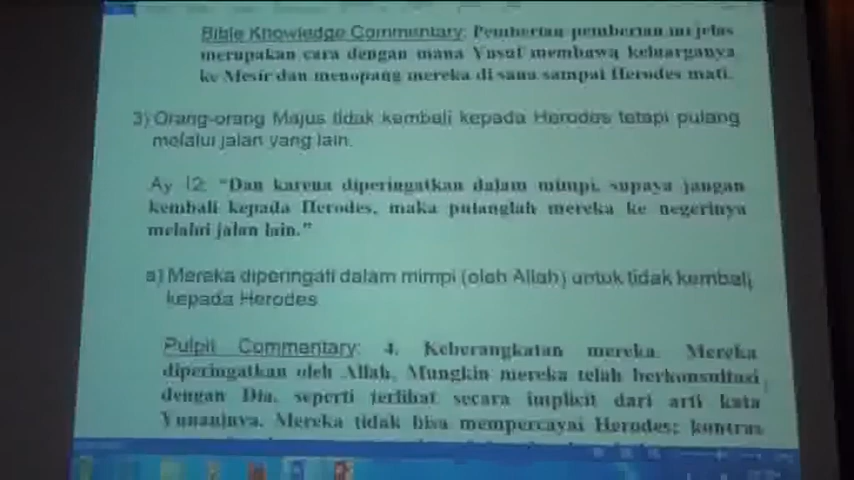 Bible Knowledge Commentary: Pemberian pemberian ini jelas
merupakan cara dengan mana Yusuf membawa keluarganya
ke Mesir dan menopang mereka di sana sampai Herodes mati.
3) Orang-orang Majus tidak kembali kepada Herodes tetapi pulang
melalui jalan yang lain.
Ay 12: "Dan karena diperingatkan dalam mimpi, supaya jangan
kembali kepada Herodes, maka pulanglah mereka ke negerinya
melalui jalan lain."
a) Mereka diperingati dalam mimpi (oleh Allah) untuk tidak kembali
kepada Herodes
Pulpit Commentary: 4. Keberangkatan mereka. Mereka
diperingatkan oleh Allah. Mungkin mereka telah berkonsultasi
dengan Dia, seperti terlihat secara implicit dari arti kata
Yunaninya. Mereka tidak bisa mempercayai Herodes; kontras